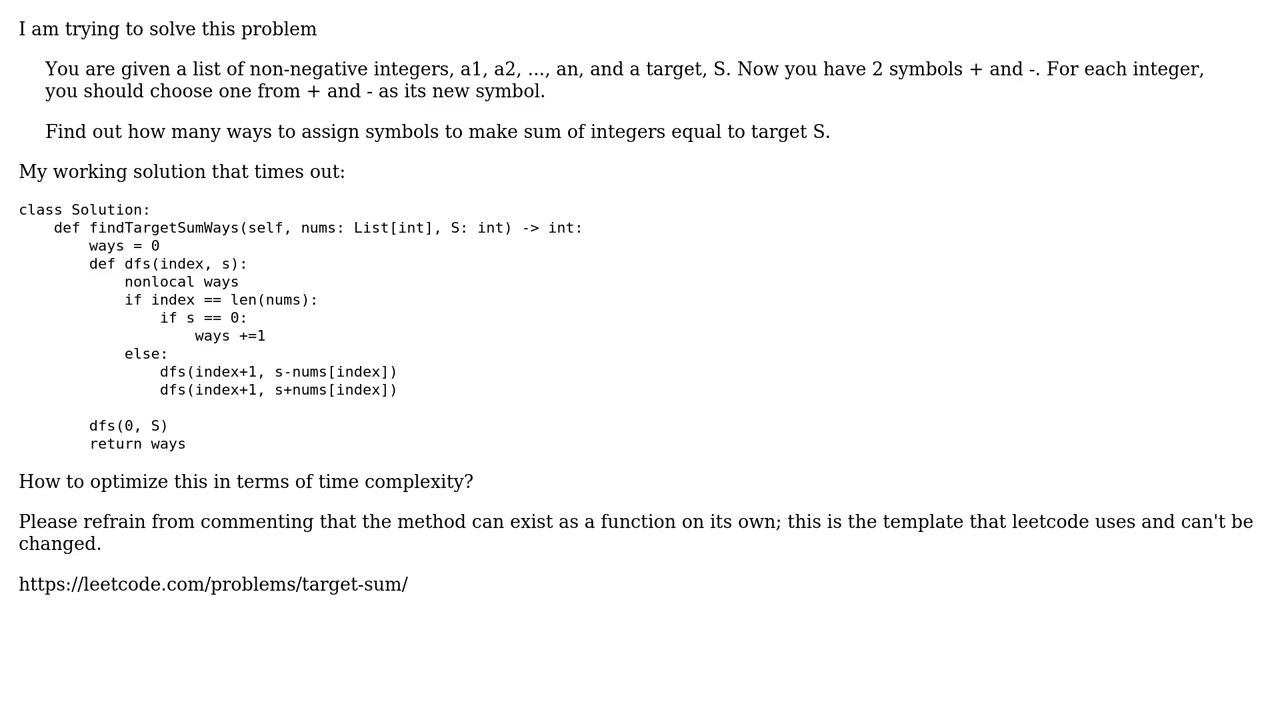 I am trying to solve this problem
You are given a list of non-negative integers, a1, a2, ..., an, and a target, S. Now you have 2 symbols + and -. For each integer,
you should choose one from + and - as its new symbol.
Find out how many ways to assign symbols to make sum of integers equal to target S.
My working solution that times out:
class Solution:
    def findTargetSumWays(self, nums: List[int], S: int) -> int:
        ways = 0
        def dfs(index, s):
            nonlocal ways
            if index == len(nums):
                if s == 0:
                    ways +=1
            else:
                dfs(index+1, s-nums[index])
                dfs(index+1, s+nums[index])
        dfs(0, S)
        return ways
How to optimize this in terms of time complexity?
Please refrain from commenting that the method can exist as a function on its own; this is the template that leetcode uses and can't be
changed.
https://leetcode.com/problems/target-sum/